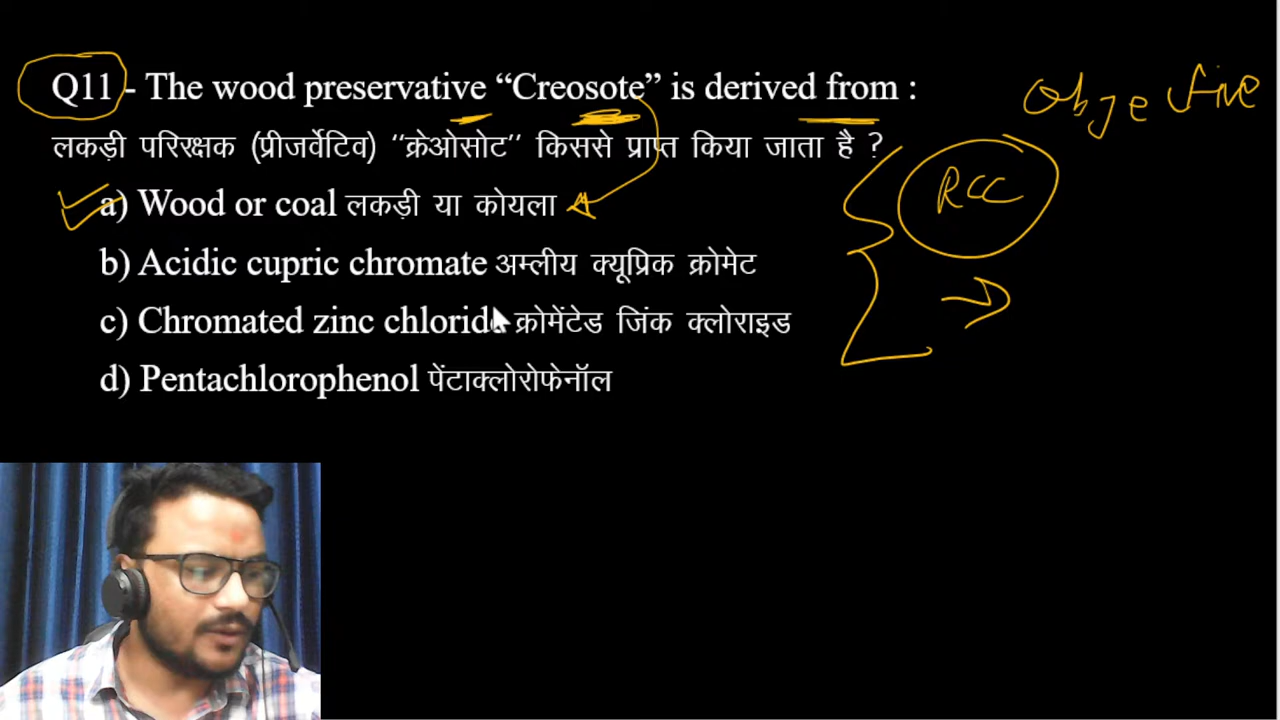 Q11 - The wood preservative “Creosote” is derived from :
लकड़ी परिरक्षक (प्रीजर्वेटिव) “क्रेओसोट” किससे प्राप्त किया जाता है ?
a) Wood or coal लकड़ी या कोयला
b) Acidic cupric chromate अम्लीय क्यूप्रिक क्रोमेट
c) Chromated zinc chloride क्रोमेंटेड जिंक क्लोराइड
d) Pentachlorophenol पेंटाक्लोरोफेनॉल
Objective
RCC